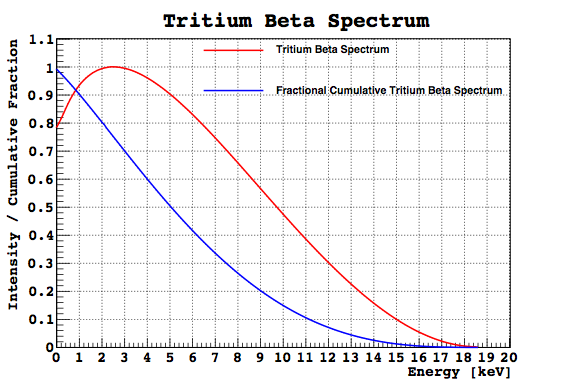 Tritium Beta Spectrum
Intensity / Cumulative Fraction
1.1
1
0.9
0.8
0.7
0.6
0.5
0.4
0.3
0.2
0.1
0
Tritium Beta Spectrum
Fractional Cumulative Tritium Beta Spectrum
0 1 2 3 4 5 6 7 8 9 10 11 12 13 14 15 16 17 18 19 20
Energy [keV]